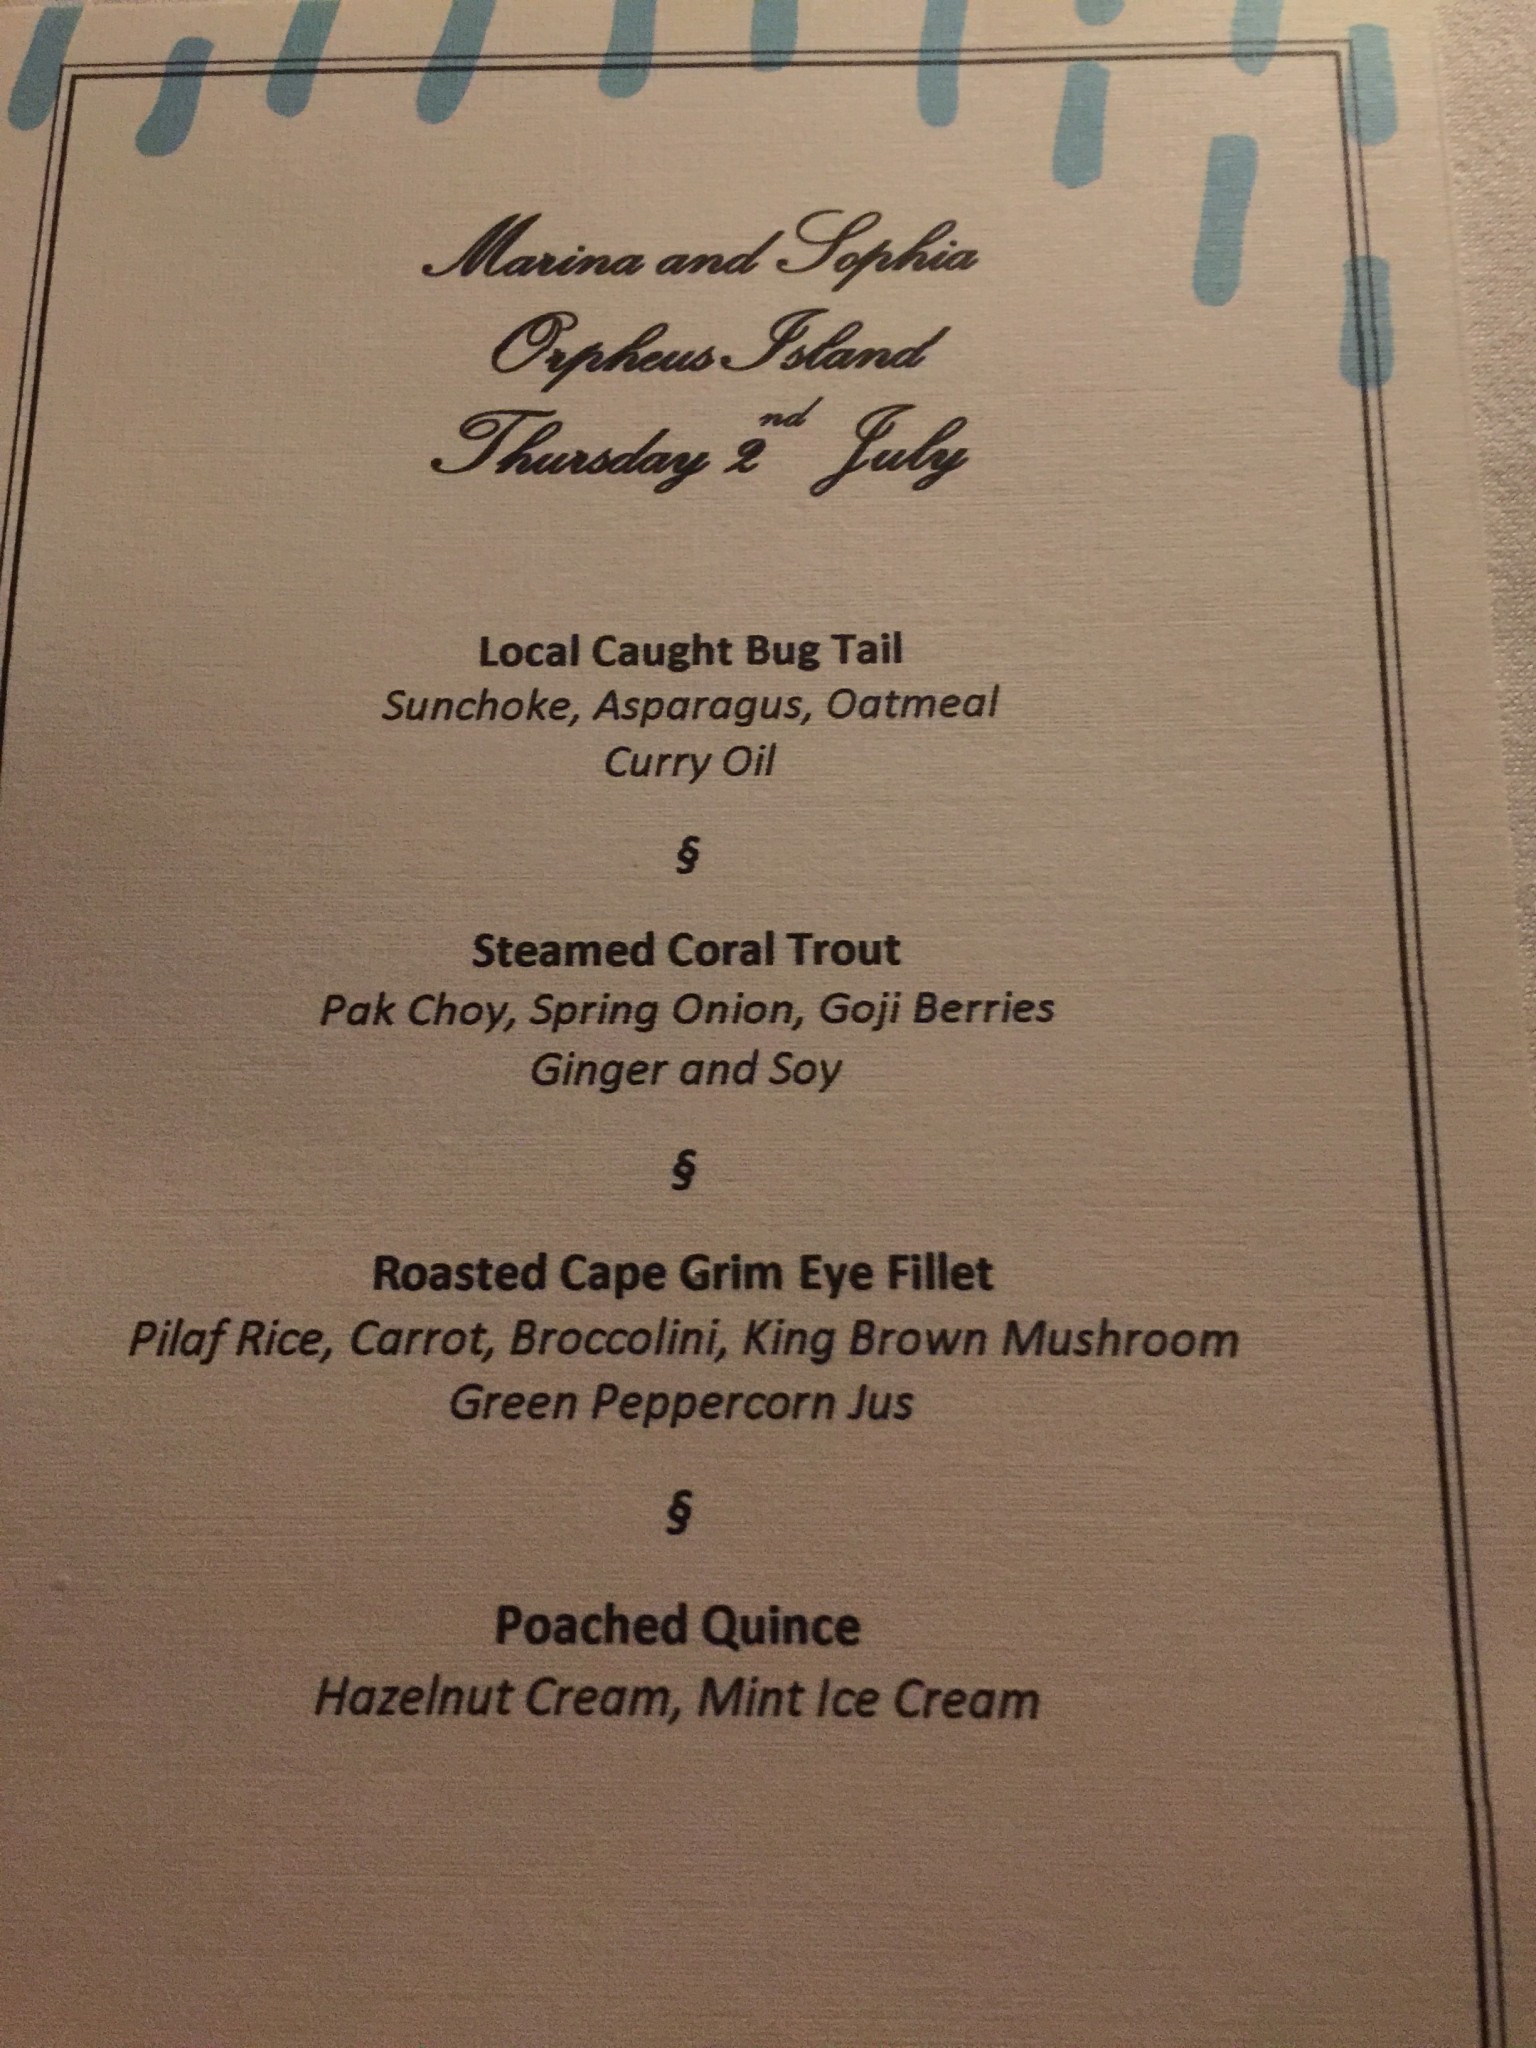 Marina and Sophia
Orpheus Island
Thursday 2nd July
Local Caught Bug Tail
Sunchoke, Asparagus, Oatmeal
Curry Oil
§
Steamed Coral Trout
Pak Choy, Spring Onion, Goji Berries
Ginger and Soy
§
Roasted Cape Grim Eye Fillet
Pilaf Rice, Carrot, Broccolini, King Brown Mushroom
Green Peppercorn Jus
§
Poached Quince
Hazelnut Cream, Mint Ice Cream